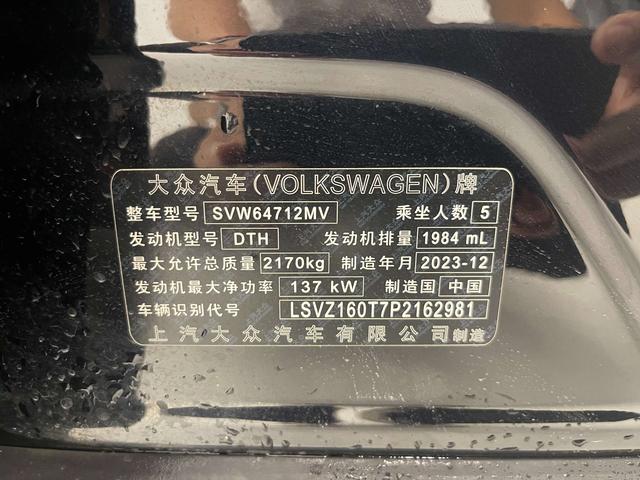 大众汽车(VOLKSWAGEN)牌
整车型号 SVW64712MV 乘坐人数 5
发动机型号 DTH 发动机排量 1984 mL
最大允许总质量 2170kg 制造年月 2023-12
发动机最大净功率 137 kW 制造国 中国
车辆识别代号 LSVZ160T7P2162981
上汽大众汽车有限公司制造